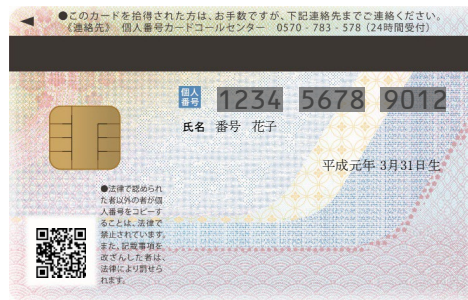 ●このカードを拾得された方は、お手数ですが、下記連絡先までご連絡ください。
《連絡先》 個人番号カードコールセンター 0570-783-578（24時間受付）
個人番号 1234 5678 9012
氏名 番号 花子
平成元年 3月31日生
●法律で認められ
た者以外の者が個
人番号をコピーす
ることは、法律で
禁止されています。
また、記載事項を
改ざんした者は、
法律により罰せら
れます。